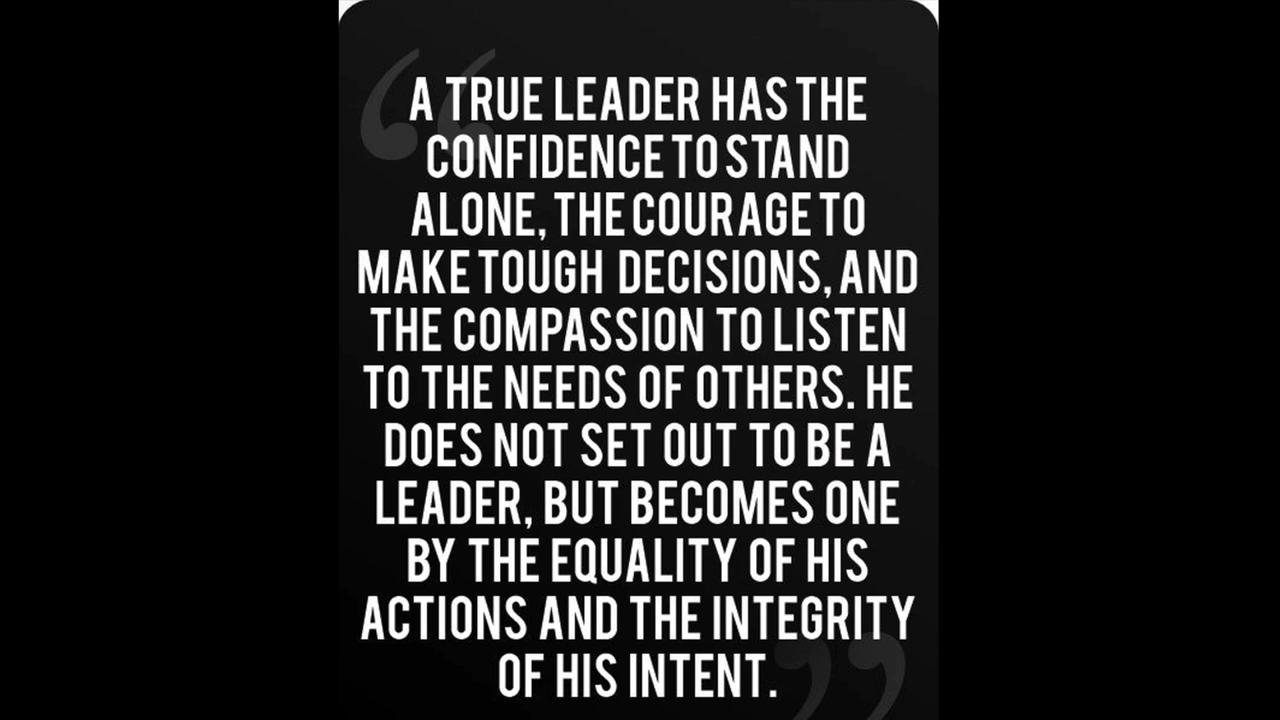 A TRUE LEADER HAS THE
CONFIDENCE TO STAND
ALONE, THE COURAGE TO
MAKE TOUGH DECISIONS, AND
THE COMPASSION TO LISTEN
TO THE NEEDS OF OTHERS. HE
DOES NOT SET OUT TO BE A
LEADER, BUT BECOMES ONE
BY THE EQUALITY OF HIS
ACTIONS AND THE INTEGRITY
OF HIS INTENT.